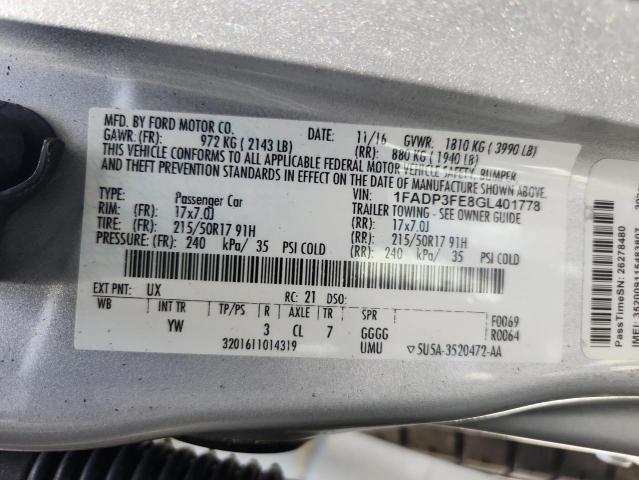 MFD. BY FORD MOTOR CO. DATE: 11/16 GVWR: 1810 KG ( 3990 LB)
GAWR: (FR): 972 KG ( 2143 LB) (RR): 880 KG ( 1940 LB)
THIS VEHICLE CONFORMS TO ALL APPLICABLE FEDERAL MOTOR VEHICLE SAFETY, BUMPER
AND THEFT PREVENTION STANDARDS IN EFFECT ON THE DATE OF MANUFACTURE SHOWN ABOVE.
VIN: 1FADP3FE8GL401778
TYPE: Passenger Car TRAILER TOWING - SEE OWNER GUIDE
RIM: (FR): 17x7.0J (RR): 17x7.0J
TIRE: (FR): 215/50R17 91H (RR): 215/50R17 91H
PRESSURE: (FR): 240 kPa/ 35 PSI COLD (RR): 240 kPa/ 35 PSI COLD
EXT PNT: UX RC: 21 DSO:
WB INT TR TP/PS R AXLE TR SPR F0069
YW 3 CL 7 GGGG R0064
3201611014319 UMU ▽5U5A-3520472-AA
PassTimeSN: 26278480